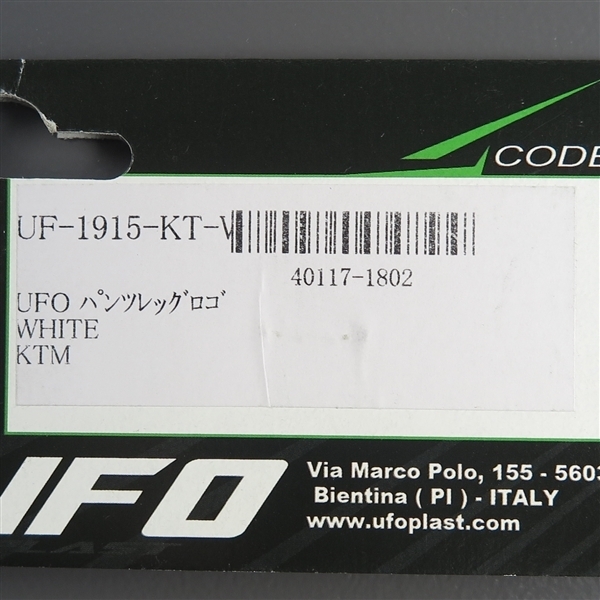 CODE
UF-1915-KT-W
40117-1802
UFO ﾊﾟﾝﾂﾚｯｸﾞﾛｺﾞ
WHITE
KTM
UFO
PLAST
Via Marco Polo, 155 - 5603
Bientina ( PI ) - ITALY
www.ufoplast.com